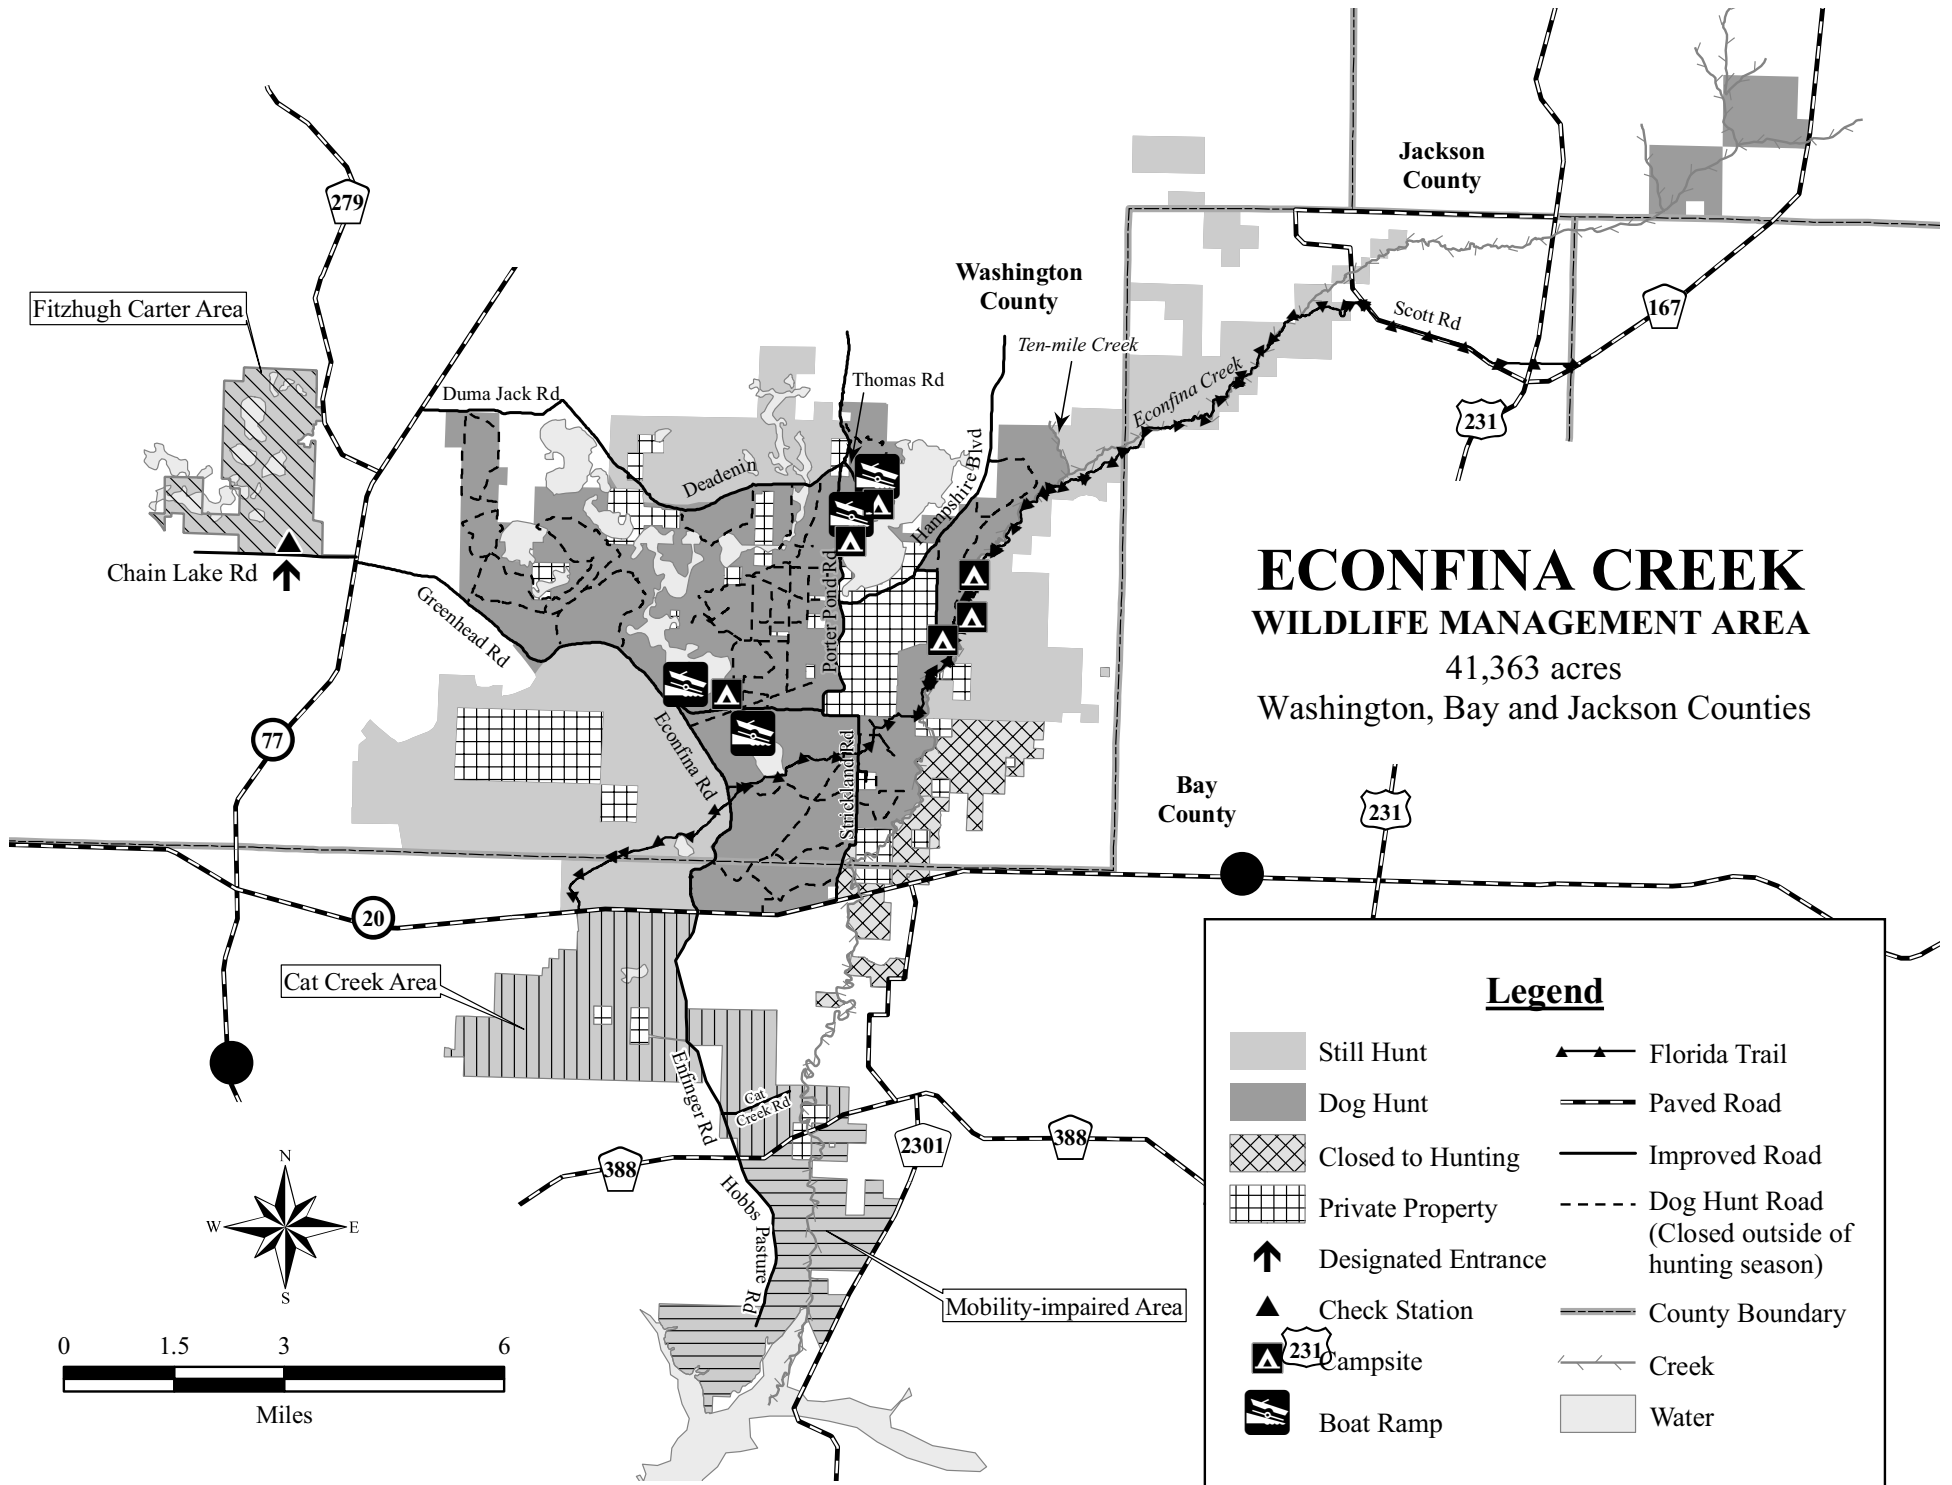 Jackson
County
279
Washington
County
Fitzhugh Carter Area
167
Scott Rd
Ten-mile Creek
Thomas Rd
Duma Jack Rd
Econfina Creek
231
Deadenin
Hampshire Blvd
ECONFINA CREEK
WILDLIFE MANAGEMENT AREA
41,363 acres
Washington, Bay and Jackson Counties
Chain Lake Rd
Greenhead Rd
Porter Pond Rd
77
Econfina Rd
Strickland Rd
Bay
County
231
20
Cat Creek Area
Enfinger Rd
Cat
Creek Rd
388
2301
388
Hobbs
Pasture
Rd
Mobility-impaired Area
N
W
E
S
0 1.5 3 6
Miles
Legend
Still Hunt
Dog Hunt
Closed to Hunting
Private Property
Designated Entrance
Check Station
231
Campsite
Boat Ramp
Florida Trail
Paved Road
Improved Road
Dog Hunt Road
(Closed outside of
hunting season)
County Boundary
Creek
Water